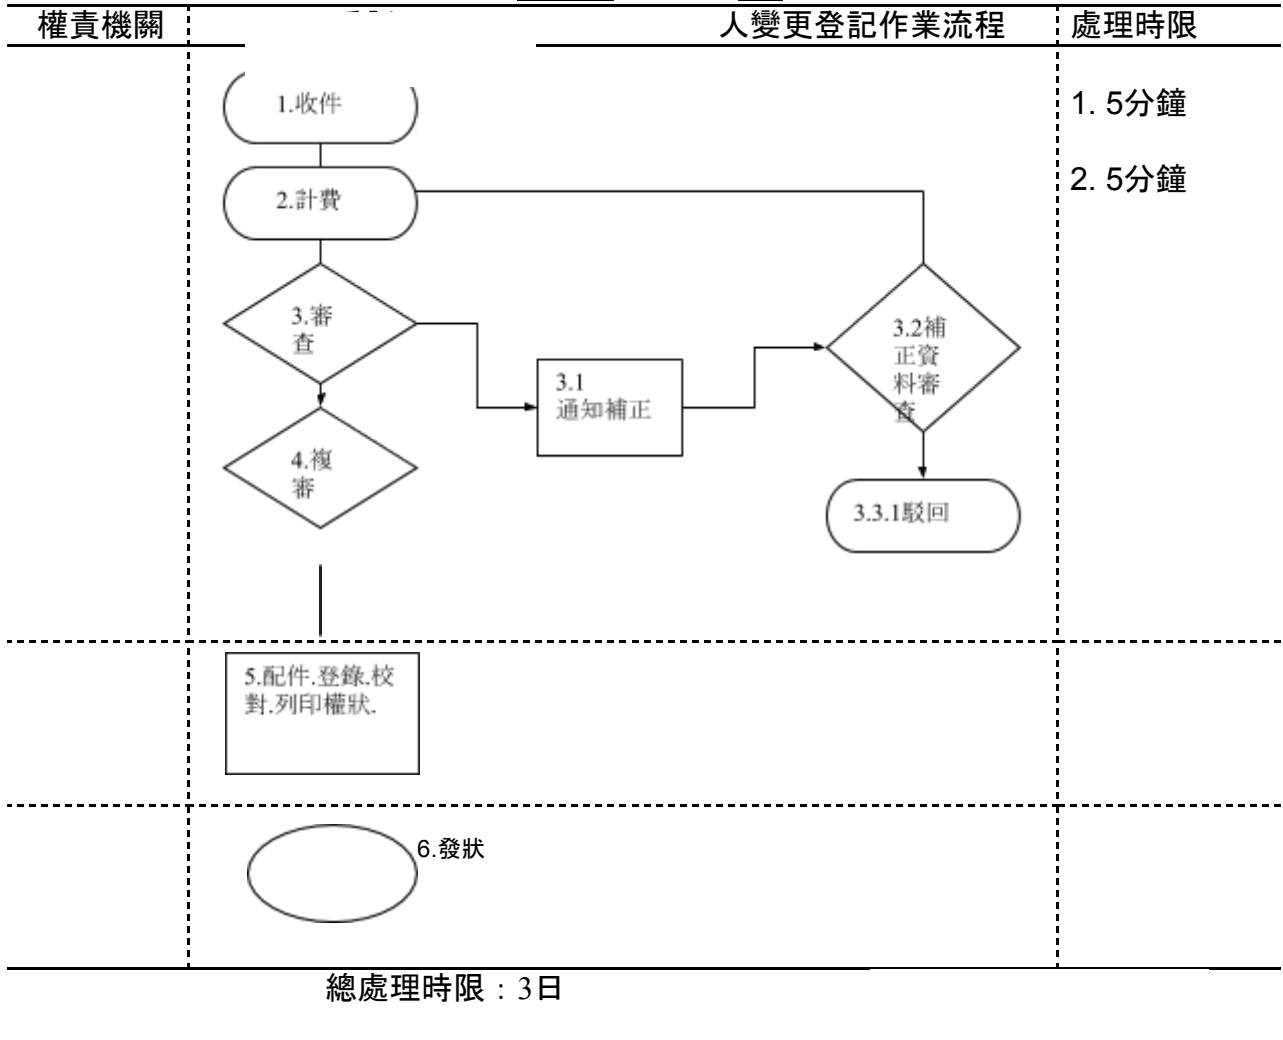 權責機關
人變更登記作業流程
處理時限
1.收件
1. 5分鐘
2.計費
2. 5分鐘
3.審
查
3.1
通知補正
3.2補
正資
料審
查
4.複
審
3.3.1駁回
5.配件.登錄.校
對.列印權狀.
6.發狀
總處理時限：3日